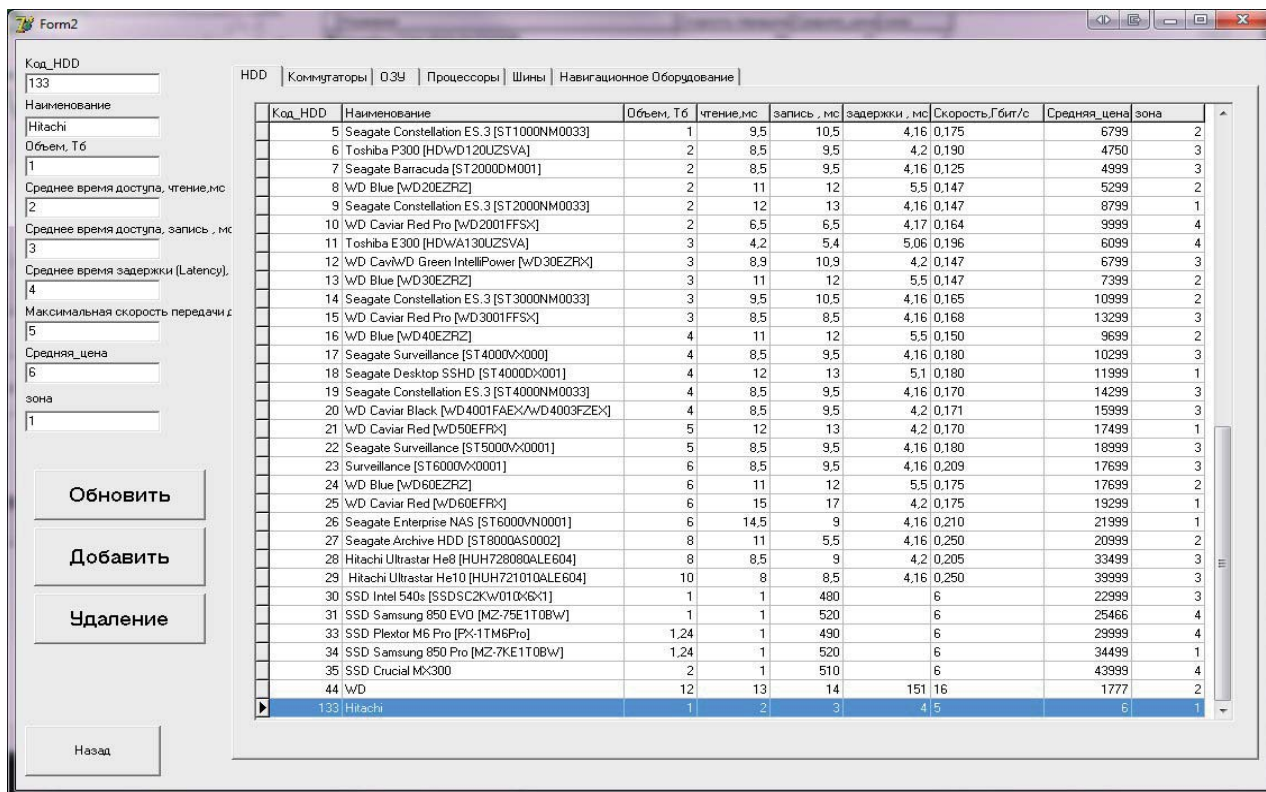 Form2
Код_HDD
133
Наименование
Hitachi
Объем, Тб
1
Среднее время доступа, чтение,мс
2
Среднее время доступа, запись , мс
3
Среднее время задержки (Latency),
4
Максимальная скорость передачи д
5
Средняя_цена
6
зона
1
Обновить
Добавить
Удаление
Назад
HDD Коммутаторы ОЗУ Процессоры Шины Навигационное Оборудование
Код_HDD Наименование Объем, Тб чтение,мс запись , мс задержки , мс Скорость,Гбит/с Средняя_цена зона
5 Seagate Constellation ES.3 [ST1000NM0033] 1 9,5 10,5 4,16 0,175 6799 2
6 Toshiba P300 [HDWD120UZSVA] 2 8,5 9,5 4,2 0,190 4750 3
7 Seagate Barracuda [ST2000DM001] 2 8,5 9,5 4,16 0,125 4999 3
8 WD Blue [WD20EZRZ] 2 11 12 5,5 0,147 5299 2
9 Seagate Constellation ES.3 [ST2000NM0033] 2 12 13 4,16 0,147 8799 1
10 WD Caviar Red Pro [WD2001FFSX] 2 6,5 6,5 4,17 0,164 9999 4
11 Toshiba E300 [HDWA130UZSVA] 3 4,2 5,4 5,06 0,196 6099 4
12 WD CaviWD Green IntelliPower [WD30EZRX] 3 8,9 10,9 4,2 0,147 6799 3
13 WD Blue [WD30EZRZ] 3 11 12 5,5 0,147 7399 2
14 Seagate Constellation ES.3 [ST3000NM0033] 3 9,5 10,5 4,16 0,165 10999 2
15 WD Caviar Red Pro [WD3001FFSX] 3 8,5 8,5 4,16 0,168 13299 3
16 WD Blue [WD40EZRZ] 4 11 12 5,5 0,150 9699 2
17 Seagate Surveillance [ST4000VX000] 4 8,5 9,5 4,16 0,180 10299 3
18 Seagate Desktop SSHD [ST4000DX001] 4 12 13 5,1 0,180 11999 1
19 Seagate Constellation ES.3 [ST4000NM0033] 4 8,5 9,5 4,16 0,170 14299 3
20 WD Caviar Black [WD4001FAEX/WD4003FZEX] 4 8,5 9,5 4,2 0,171 15999 3
21 WD Caviar Red [WD50EFRX] 5 12 13 4,2 0,170 17499 1
22 Seagate Surveillance [ST5000VX0001] 5 8,5 9,5 4,16 0,180 18999 3
23 Surveillance [ST6000VX0001] 6 8,5 9,5 4,16 0,209 17699 3
24 WD Blue [WD60EZRZ] 6 11 12 5,5 0,175 17699 2
25 WD Caviar Red [WD60EFRX] 6 15 17 4,2 0,175 19299 1
26 Seagate Enterprise NAS [ST6000VN0001] 6 14,5 9 4,16 0,210 21999 1
27 Seagate Archive HDD [ST8000AS0002] 8 11 5,5 4,16 0,250 20999 2
28 Hitachi Ultrastar He8 [HUH728080ALE604] 8 8,5 9 4,2 0,205 33499 3
29 Hitachi Ultrastar He10 [HUH721010ALE604] 10 8 8,5 4,16 0,250 39999 3
30 SSD Intel 540s [SSDSC2KW010X6X1] 1 1 480 6 22999 3
31 SSD Samsung 850 EVO [MZ-75E1T0BW] 1 1 520 6 25466 4
33 SSD Plextor M6 Pro [PX-1TM6Pro] 1,24 1 490 6 29999 4
34 SSD Samsung 850 Pro [MZ-7KE1T0BW] 1,24 1 520 6 34499 1
35 SSD Crucial MX300 2 1 510 6 43999 4
44 WD 12 13 14 151 16 1777 2
133 Hitachi 1 2 3 4 5 6 1